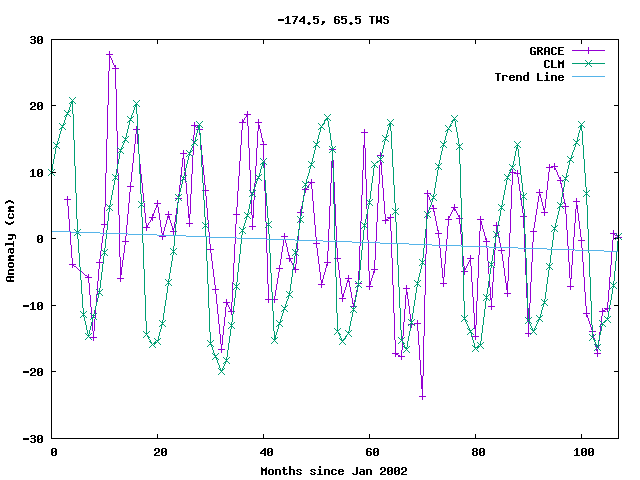 -174.5, 65.5 TWS
GRACE
CLM
Trend Line
30
20
10
0
-10
-20
-30
Anomaly (cm)
0 20 40 60 80 100
Months since Jan 2002